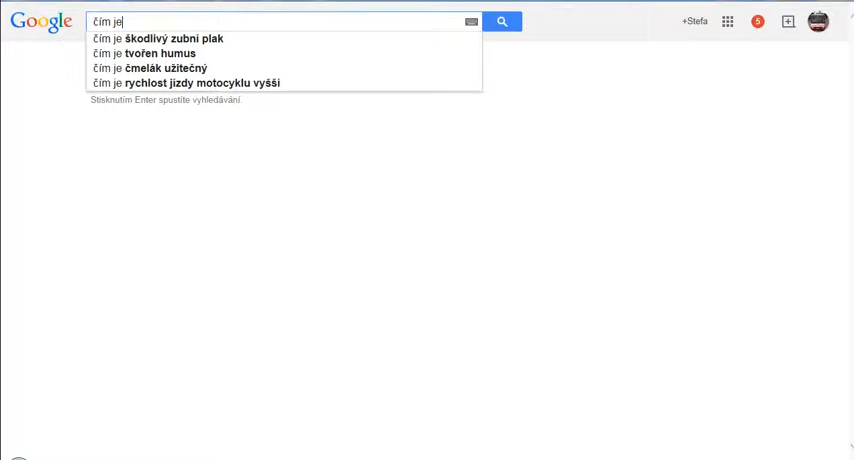 Google
čím je
+Stefa
5
čím je škodlivý zubní plak
čím je tvořen humus
čím je čmelák užitečný
čím je rychlost jízdy motocyklu vyšší
Stisknutím Enter spustíte vyhledávání.